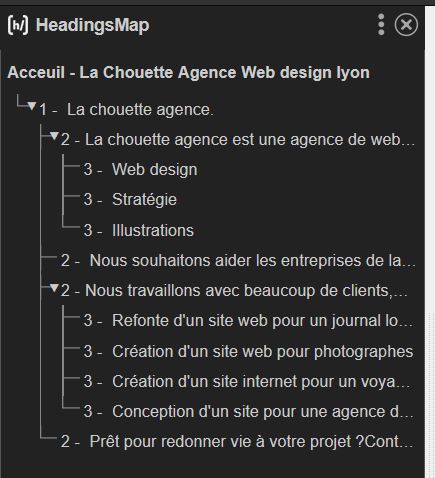 [h/] HeadingsMap
Acceuil - La Chouette Agence Web design lyon
1 - La chouette agence.
2 - La chouette agence est une agence de web...
3 - Web design
3 - Stratégie
3 - Illustrations
2 - Nous souhaitons aider les entreprises de la...
2 - Nous travaillons avec beaucoup de clients,...
3 - Refonte d'un site web pour un journal lo...
3 - Création d'un site web pour photographes
3 - Création d'un site internet pour un voya...
3 - Conception d'un site pour une agence d...
2 - Prêt pour redonner vie à votre projet ?Cont...